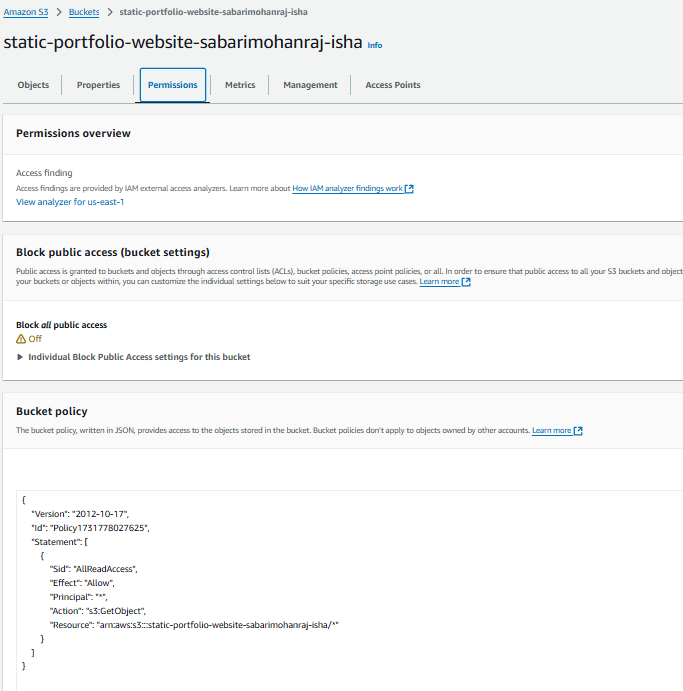 Amazon S3 > Buckets > static-portfolio-website-sabarimohanraj-isha
static-portfolio-website-sabarimohanraj-isha Info
Objects Properties Permissions Metrics Management Access Points
Permissions overview
Access finding
Access findings are provided by IAM external access analyzers. Learn more about How IAM analyzer findings work
View analyzer for us-east-1
Block public access (bucket settings)
Public access is granted to buckets and objects through access control lists (ACLs), bucket policies, access point policies, or all. In order to ensure that public access to all your S3 buckets and object
your buckets or objects within, you can customize the individual settings below to suit your specific storage use cases. Learn more
Block all public access
Off
Individual Block Public Access settings for this bucket
Bucket policy
The bucket policy, written in JSON, provides access to the objects stored in the bucket. Bucket policies don't apply to objects owned by other accounts. Learn more
{
"Version": "2012-10-17",
"Id": "Policy1731778027625",
"Statement": [
{
"Sid": "AllReadAccess",
"Effect": "Allow",
"Principal": "*",
"Action": "s3:GetObject",
"Resource": "arn:aws:s3:::static-portfolio-website-sabarimohanraj-isha/*"
}
]
}